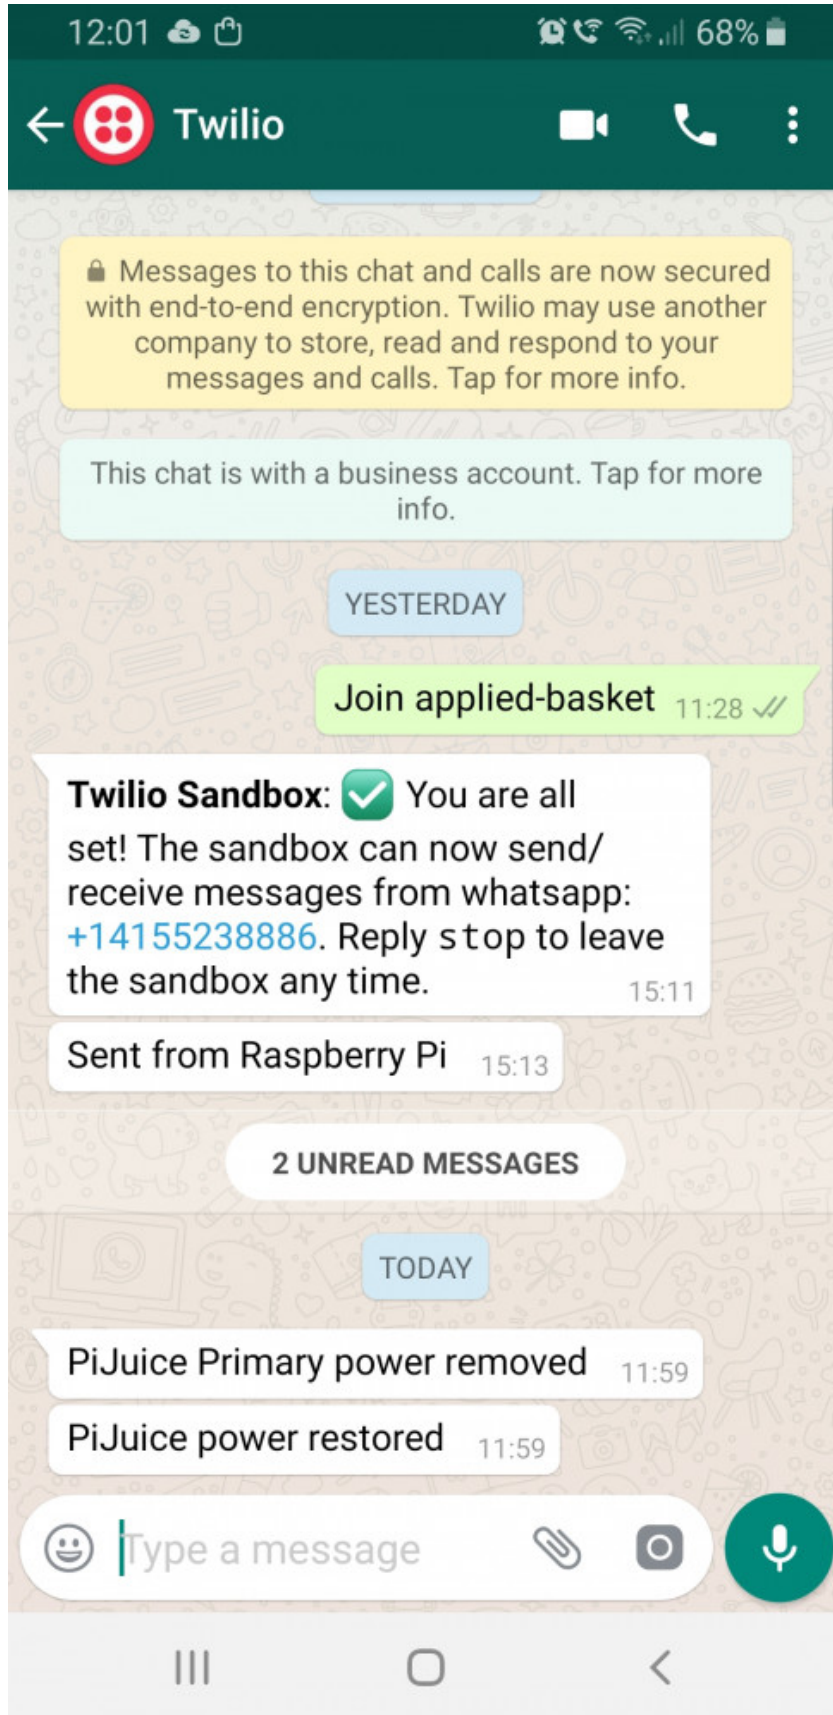 12:01 68%
Twilio
Messages to this chat and calls are now secured
with end-to-end encryption. Twilio may use another
company to store, read and respond to your
messages and calls. Tap for more info.
This chat is with a business account. Tap for more
info.
YESTERDAY
Join applied-basket 11:28
Twilio Sandbox: ✅ You are all
set! The sandbox can now send/
receive messages from whatsapp:
+14155238886. Reply stop to leave
the sandbox any time. 15:11
Sent from Raspberry Pi 15:13
2 UNREAD MESSAGES
TODAY
PiJuice Primary power removed 11:59
PiJuice power restored 11:59
Type a message